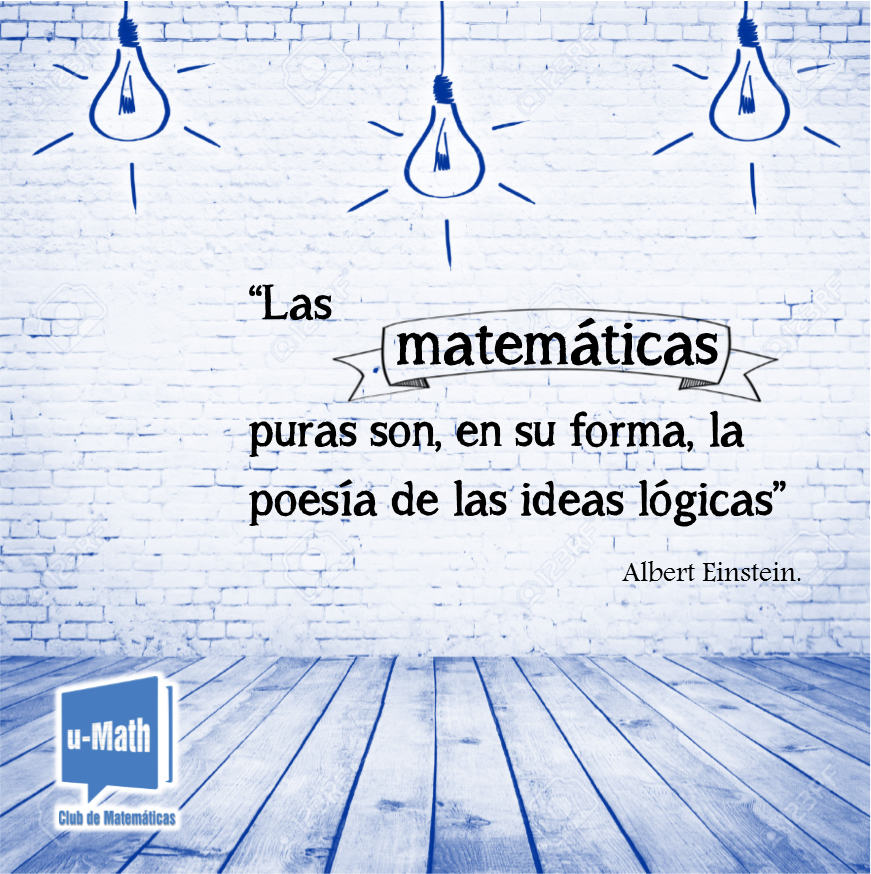 “Las
matemáticas
puras son, en su forma, la
poesía de las ideas lógicas”
Albert Einstein.
u-Math
Club de Matemáticas
123RF